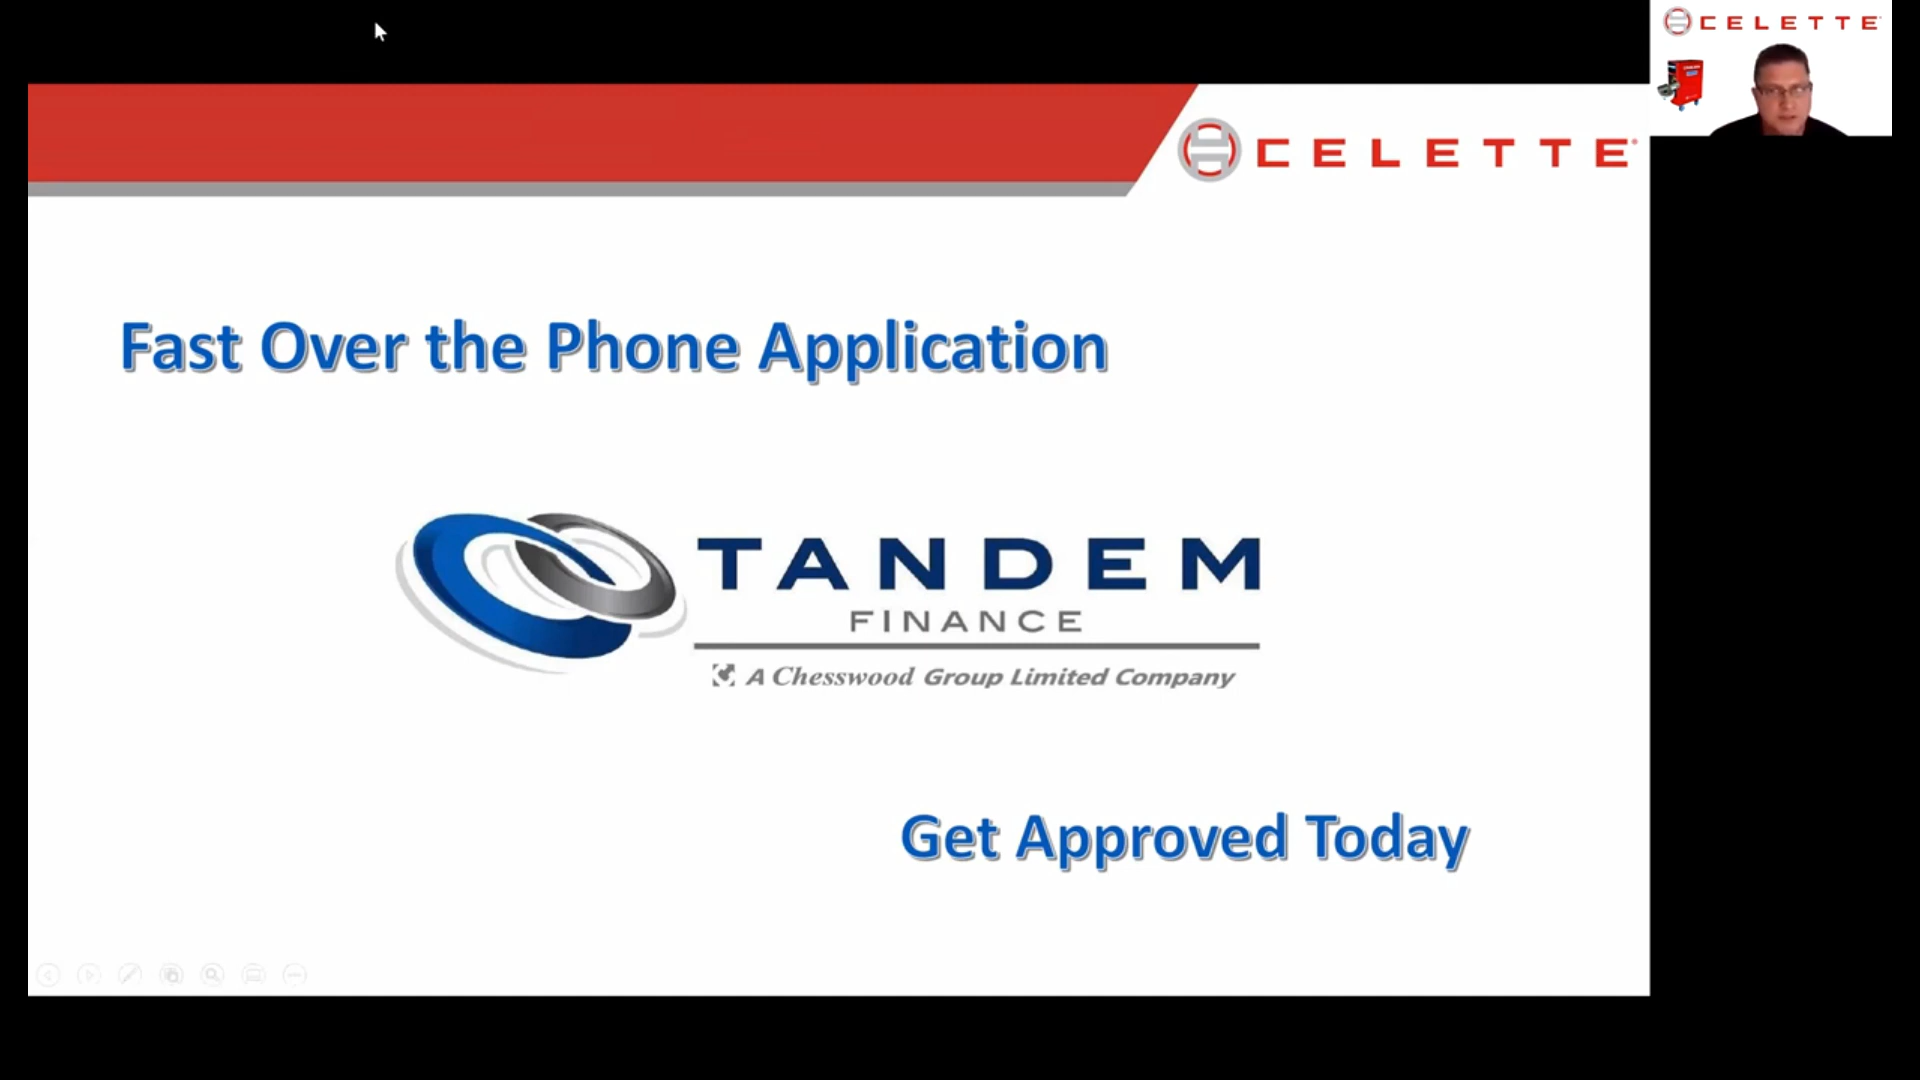 CELETTE
CELETTE
Fast Over the Phone Application
TANDEM
FINANCE
A Chesswood Group Limited Company
Get Approved Today